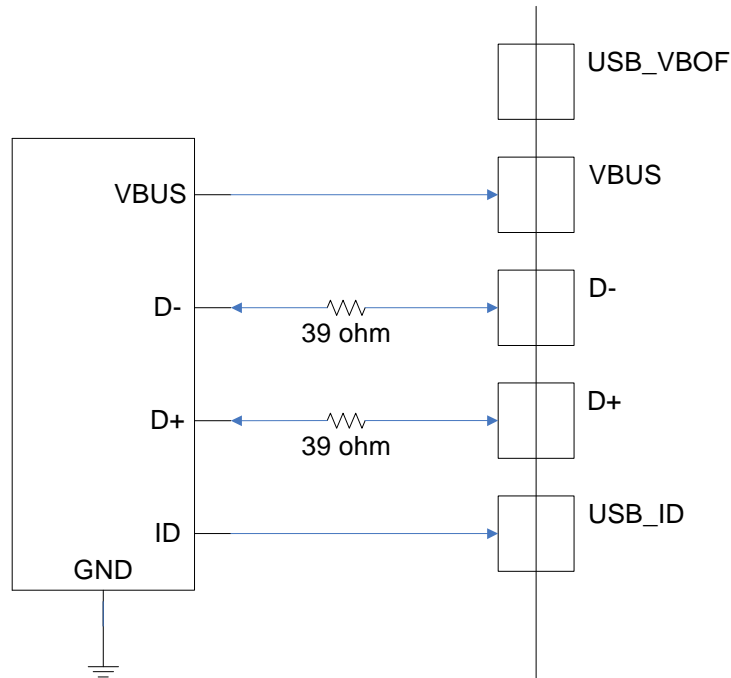 USB_VBOF
VBUS
VBUS
D-
D-
39 ohm
D+
D+
39 ohm
ID
USB_ID
GND